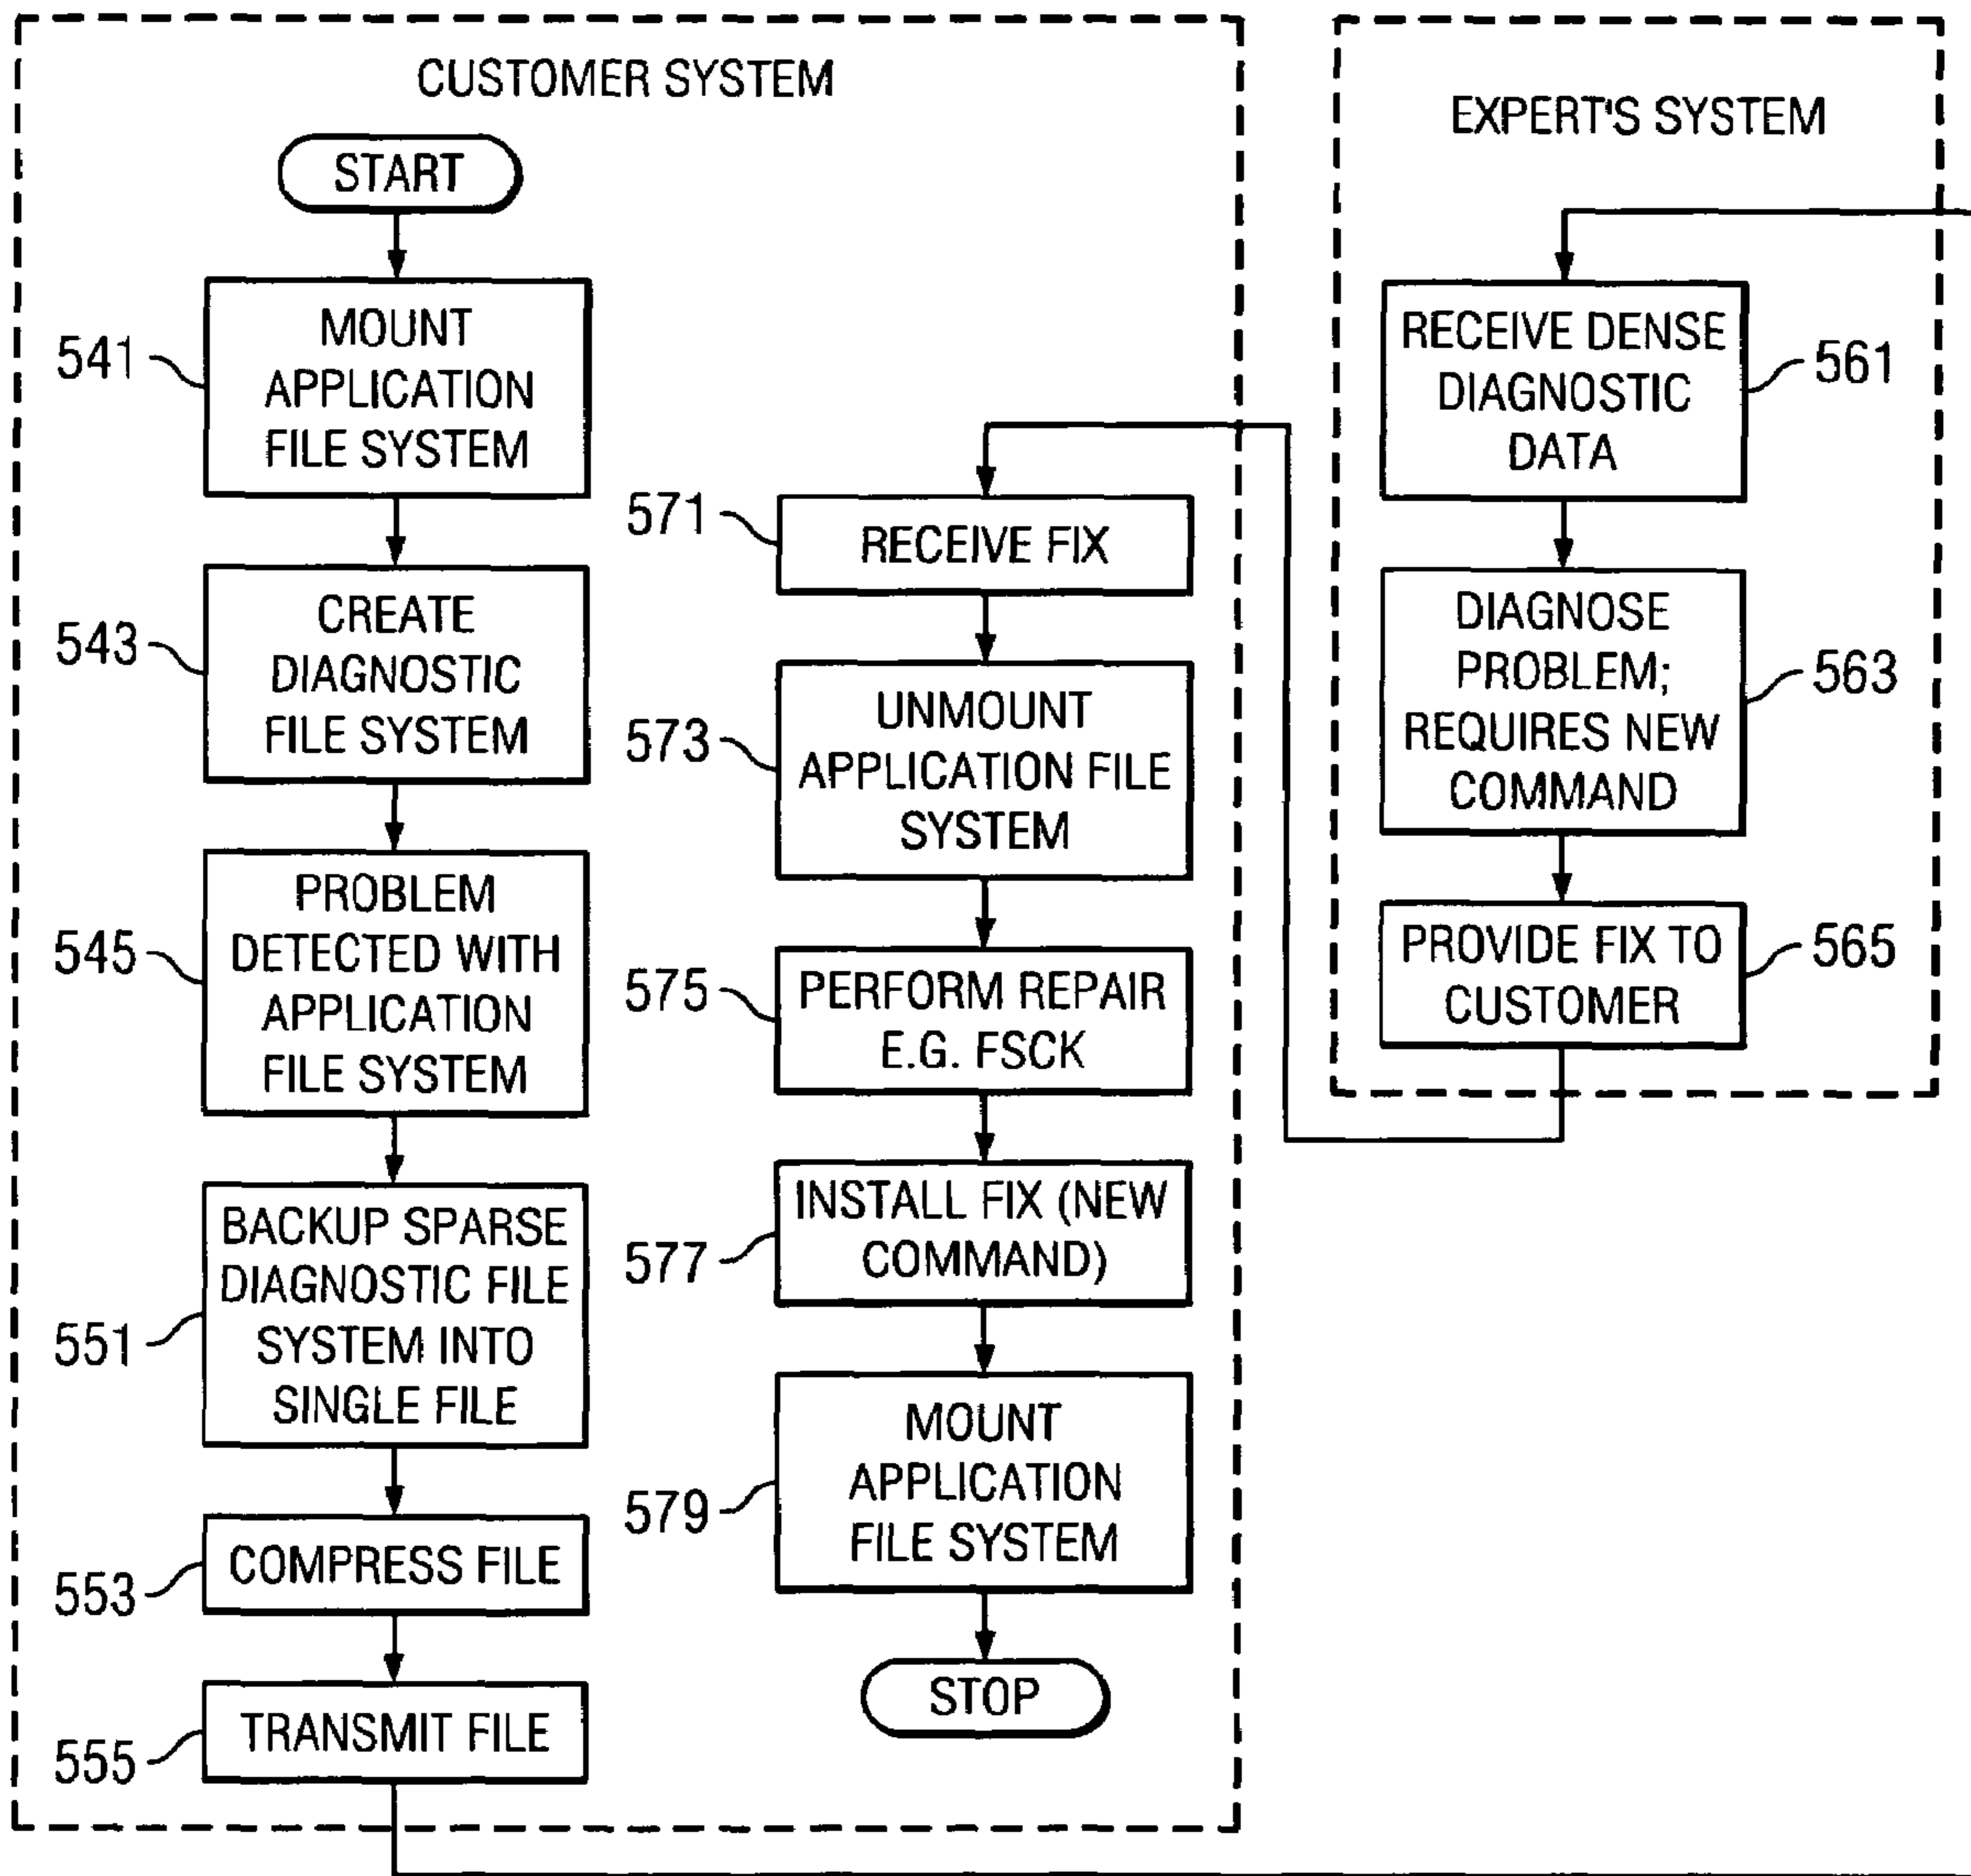 CUSTOMER SYSTEM
START
541
MOUNT
APPLICATION
FILE SYSTEM
543
CREATE
DIAGNOSTIC
FILE SYSTEM
545
PROBLEM
DETECTED WITH
APPLICATION
FILE SYSTEM
551
BACKUP SPARSE
DIAGNOSTIC FILE
SYSTEM INTO
SINGLE FILE
553
COMPRESS FILE
555
TRANSMIT FILE
571
RECEIVE FIX
573
UNMOUNT
APPLICATION FILE
SYSTEM
575
PERFORM REPAIR
E.G. FSCK
577
INSTALL FIX (NEW
COMMAND)
579
MOUNT
APPLICATION
FILE SYSTEM
STOP
EXPERT'S SYSTEM
RECEIVE DENSE
DIAGNOSTIC
DATA
561
DIAGNOSE
PROBLEM;
REQUIRES NEW
COMMAND
563
PROVIDE FIX TO
CUSTOMER
565